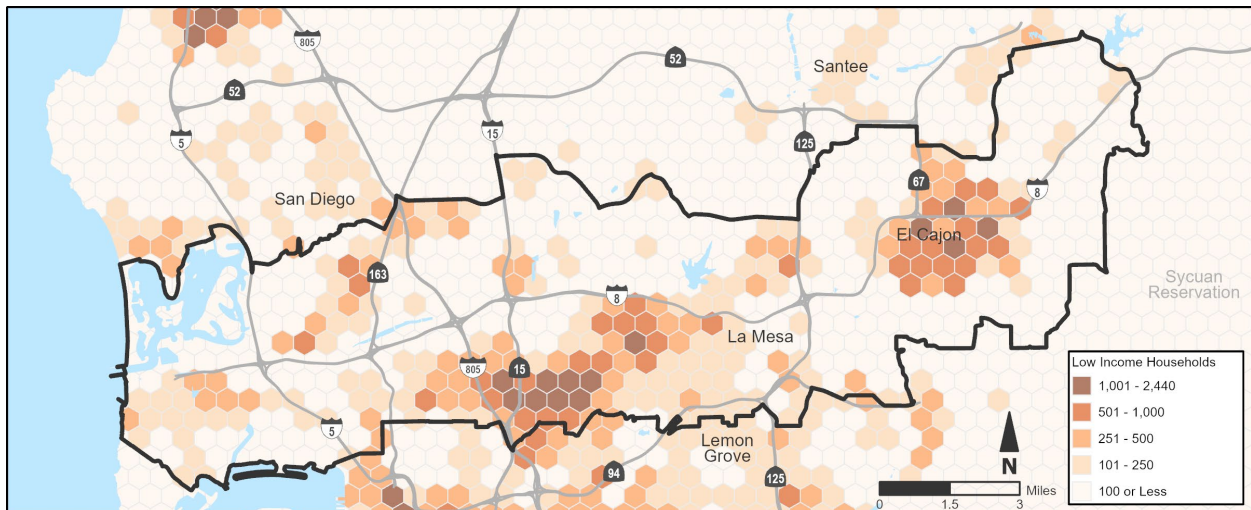 805
52
Santee
52
5
15
125
67
8
San Diego
El Cajon
163
Sycuan
Reservation
8
La Mesa
805
15
5
Lemon
Grove
94
125
N
0
1.5
3
Miles
Low Income Households
1,001 - 2,440
501 - 1,000
251 - 500
101 - 250
100 or Less